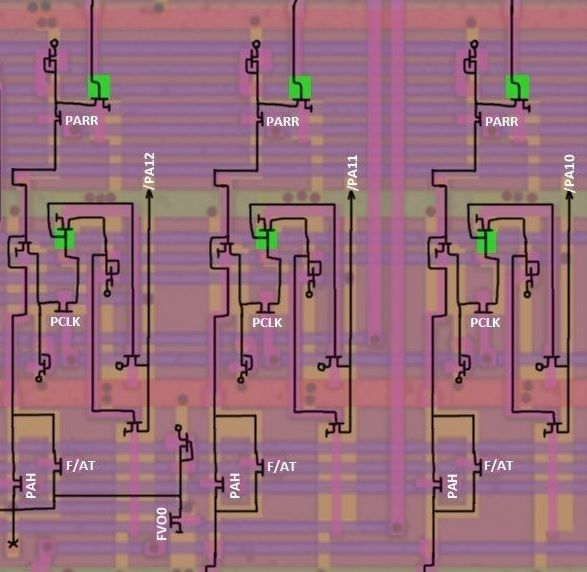 PARR PARR PARR
/PA12 /PA11 /PA10
PCLK PCLK PCLK
F/AT F/AT F/AT
PAH PAH PAH
FVO0